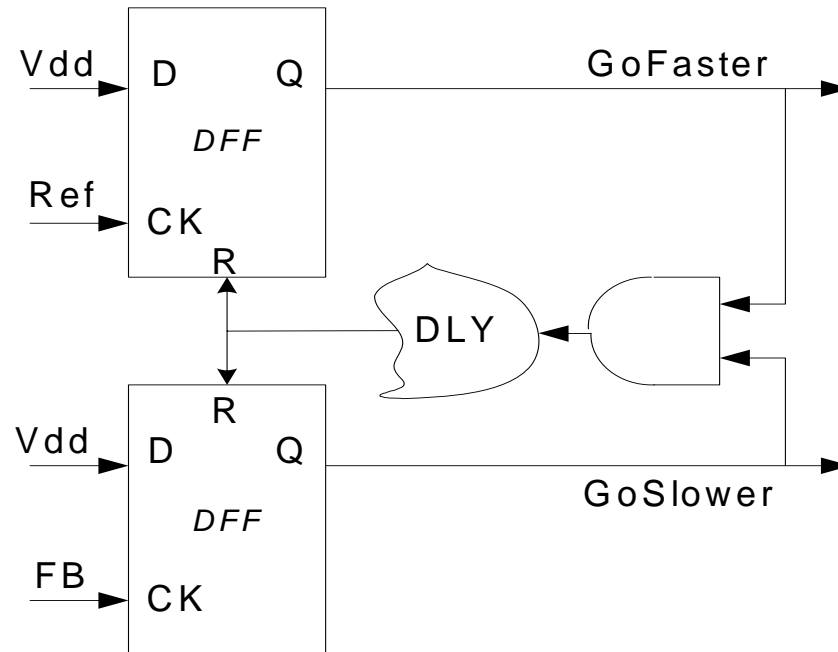 Vdd
D
Q
GoFaster
DFF
Ref
CK
R
DLY
R
Vdd
D
Q
GoSlower
DFF
FB
CK